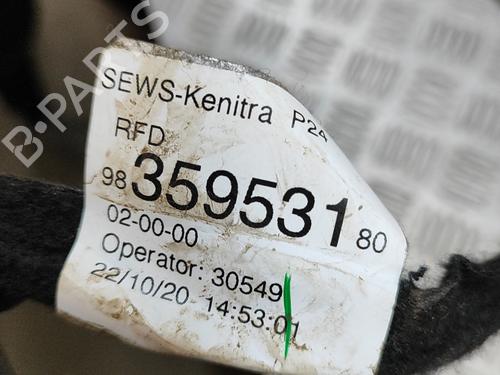 B-PARTS
SEWS-Kenitra P24
RFD
98 359531 80
02-00-00
Operator: 30549
22/10/20 14:53:01